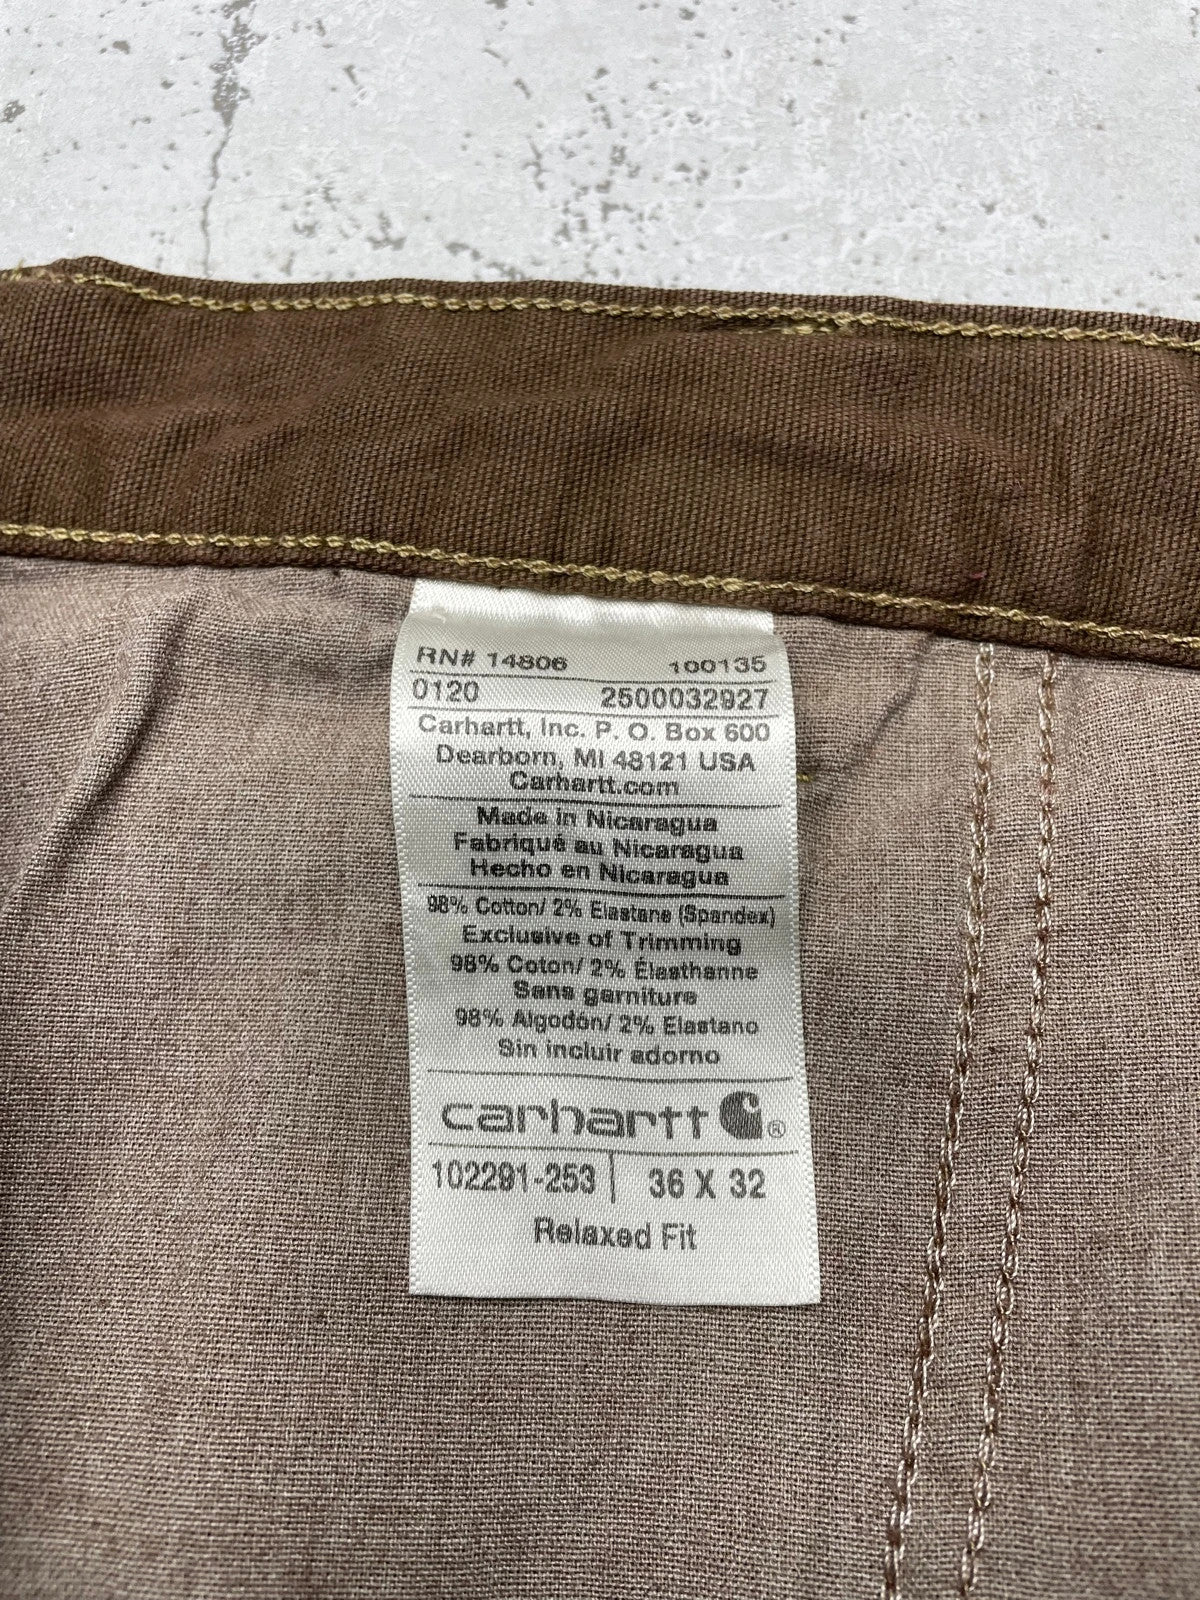 RN# 14806 100135
0120 2500032927
Carhartt, Inc. P. O. Box 600
Dearborn, MI 48121 USA
Carhartt.com
Made in Nicaragua
Fabriqué au Nicaragua
Hecho en Nicaragua
98% Cotton/ 2% Elastane (Spandex)
Exclusive of Trimming
98% Coton/ 2% Élasthanne
Sans garniture
98% Algodón/ 2% Elastano
Sin incluir adorno
carhartt ®
102291-253 | 36 X 32
Relaxed Fit